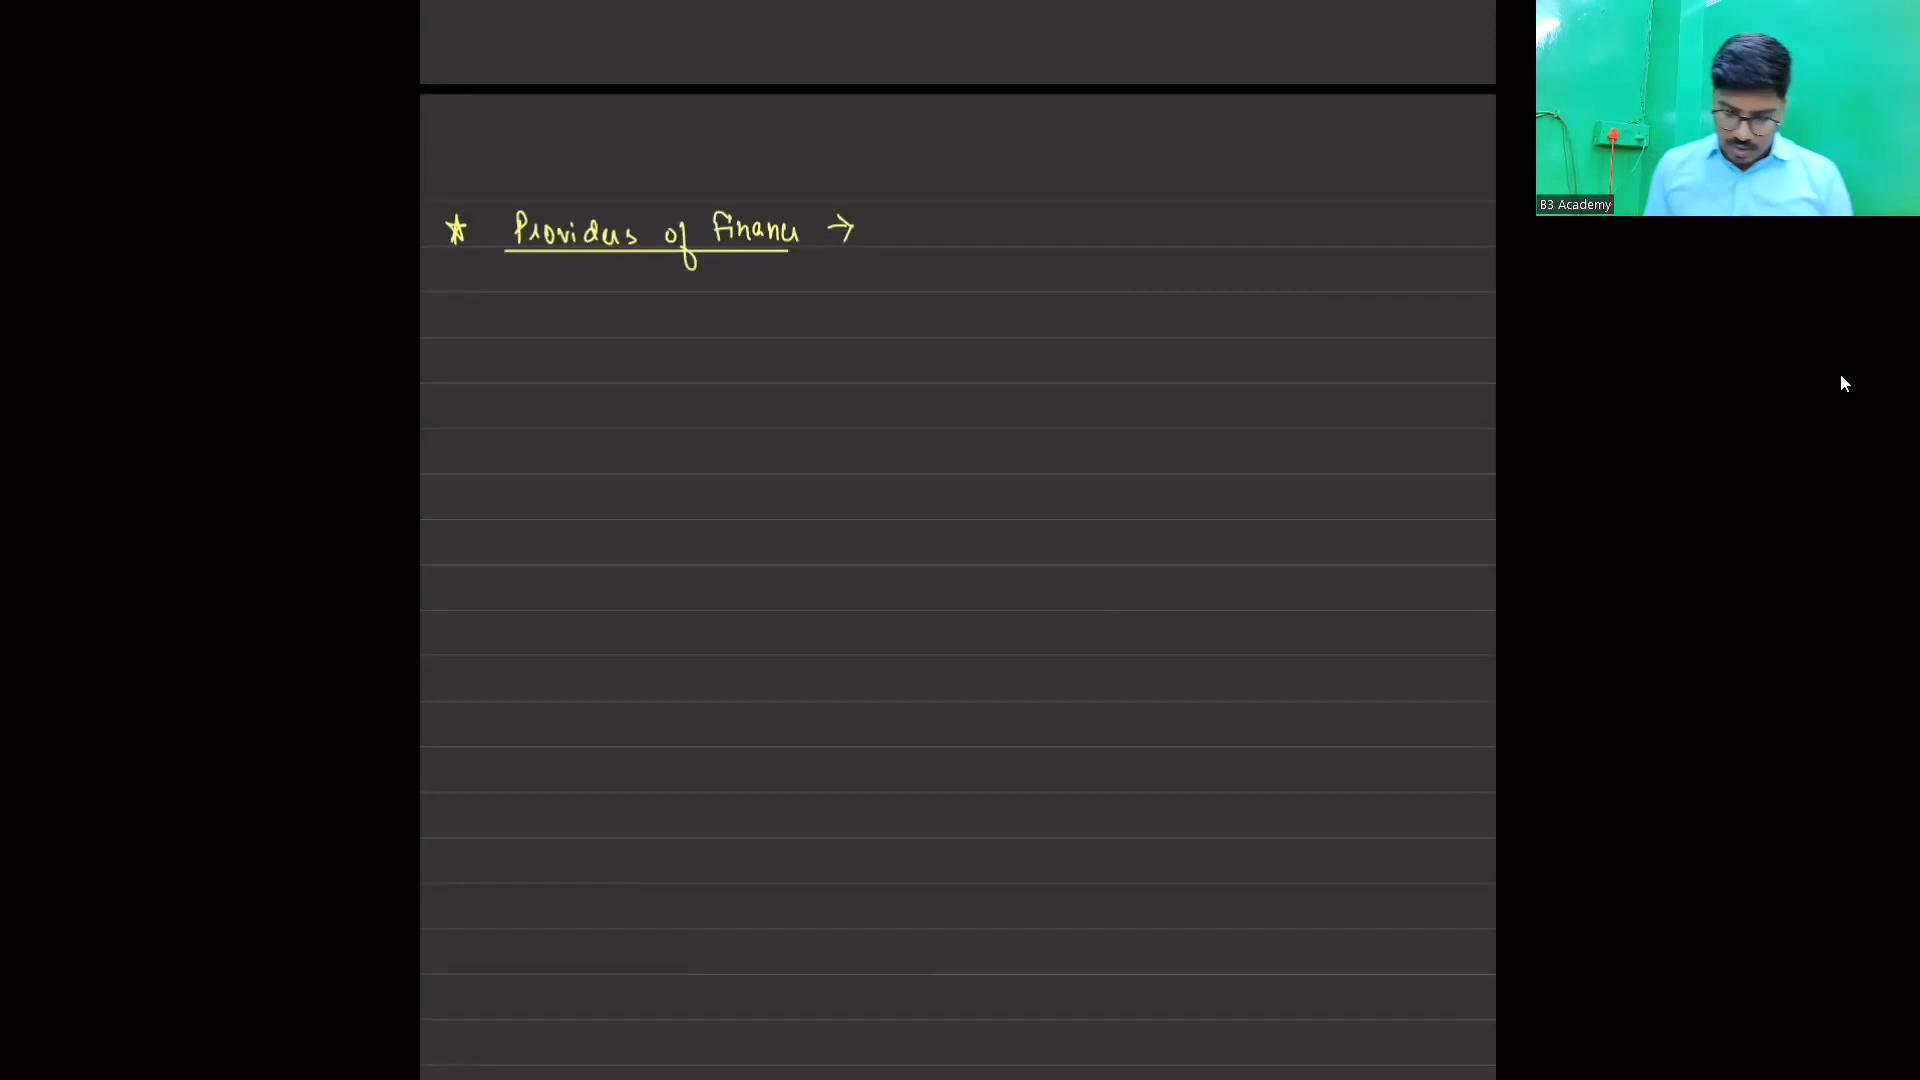 ★ Providers of Finance →
B3 Academy